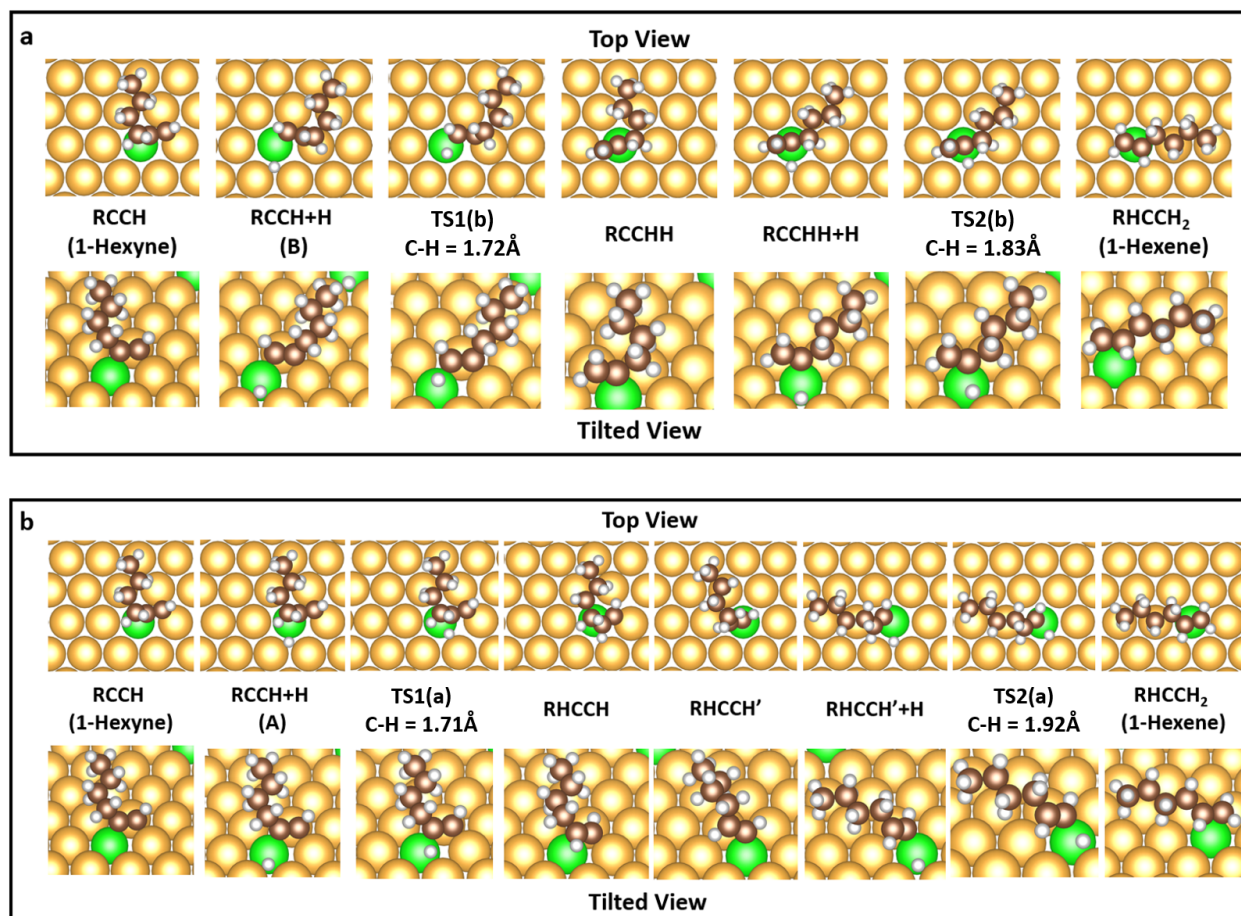 a
Top View
RCCH
(1-Hexyne)
RCCH+H
(B)
TS1(b)
C-H = 1.72Å
RCCHH
RCCHH+H
TS2(b)
C-H = 1.83Å
RHCCH₂
(1-Hexene)
Tilted View
b
Top View
RCCH
(1-Hexyne)
RCCH+H
(A)
TS1(a)
C-H = 1.71Å
RHCCH
RHCCH’
RHCCH’+H
TS2(a)
C-H = 1.92Å
RHCCH₂
(1-Hexene)
Tilted View